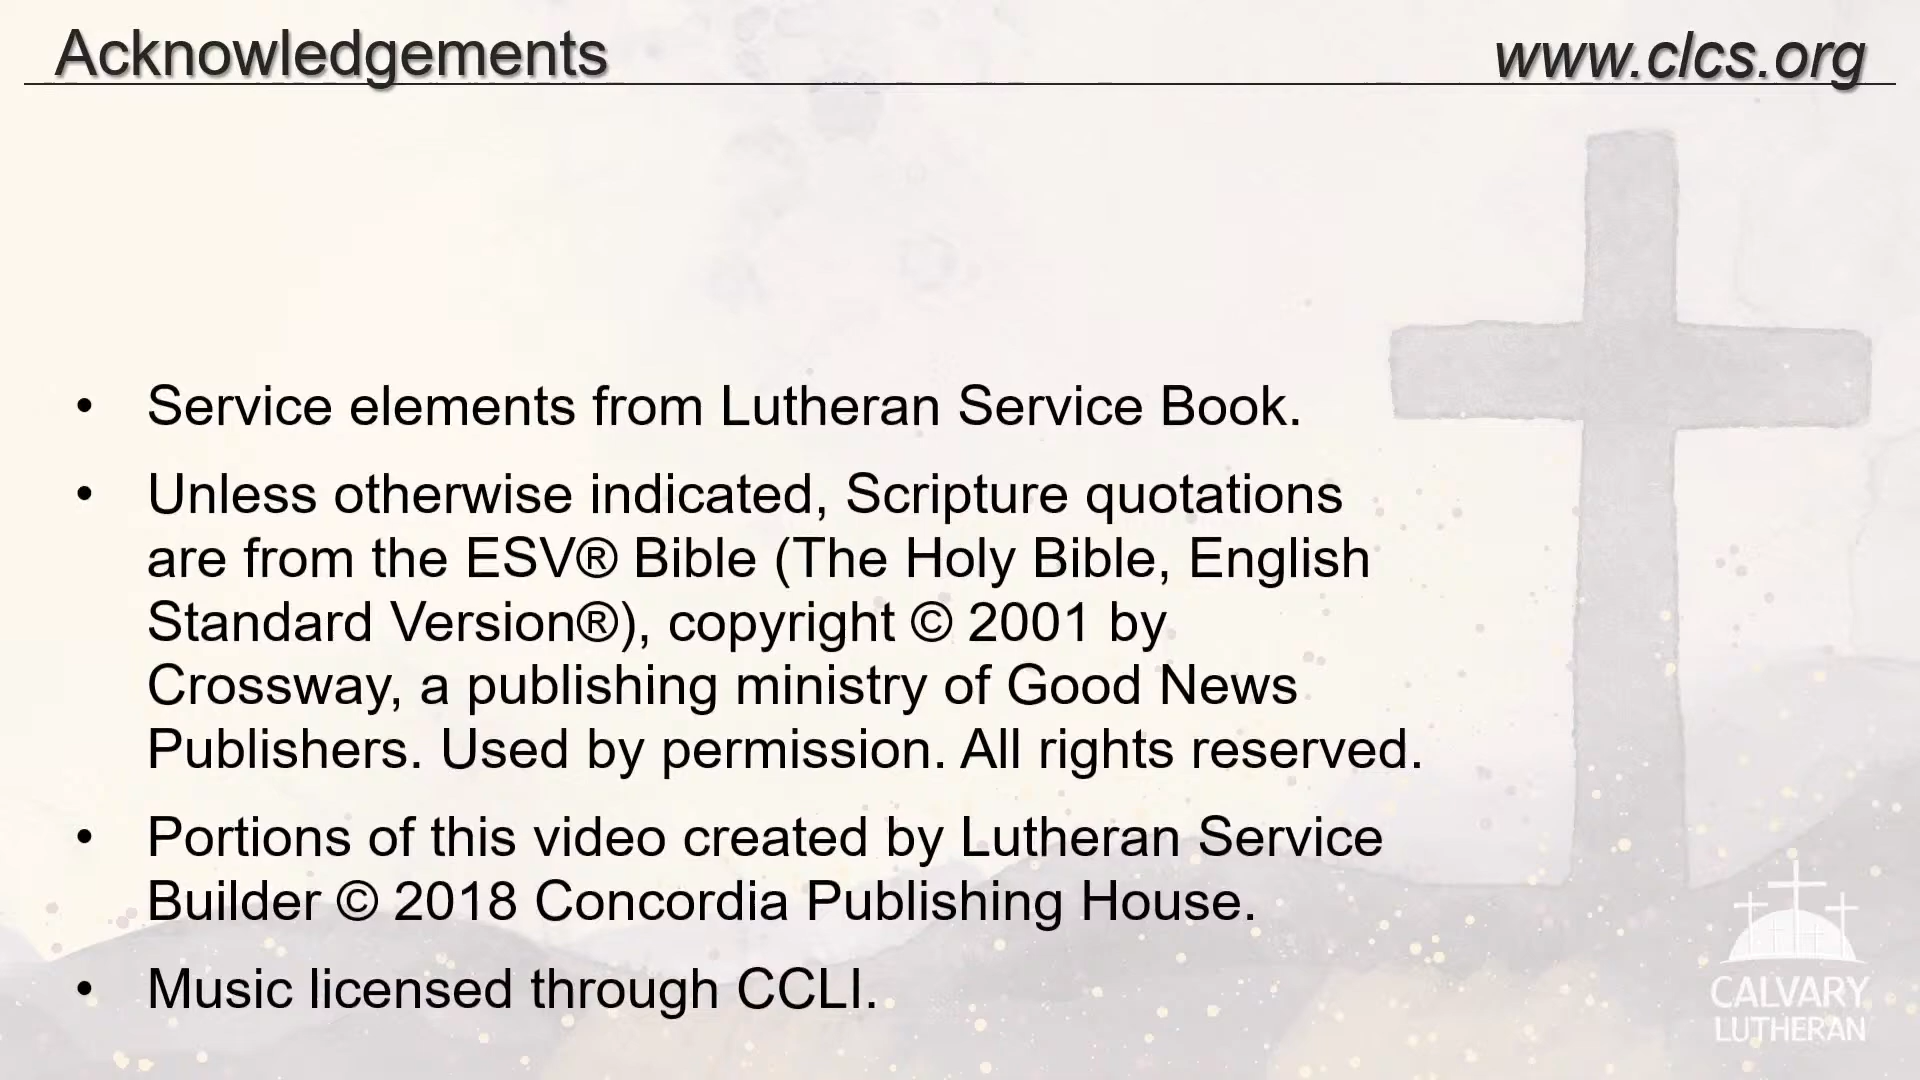 Acknowledgements
www.clcs.org
• Service elements from Lutheran Service Book.
• Unless otherwise indicated, Scripture quotations
are from the ESV® Bible (The Holy Bible, English
Standard Version®), copyright © 2001 by
Crossway, a publishing ministry of Good News
Publishers. Used by permission. All rights reserved.
• Portions of this video created by Lutheran Service
Builder © 2018 Concordia Publishing House.
• Music licensed through CCLI.
CALVARY
LUTHERAN